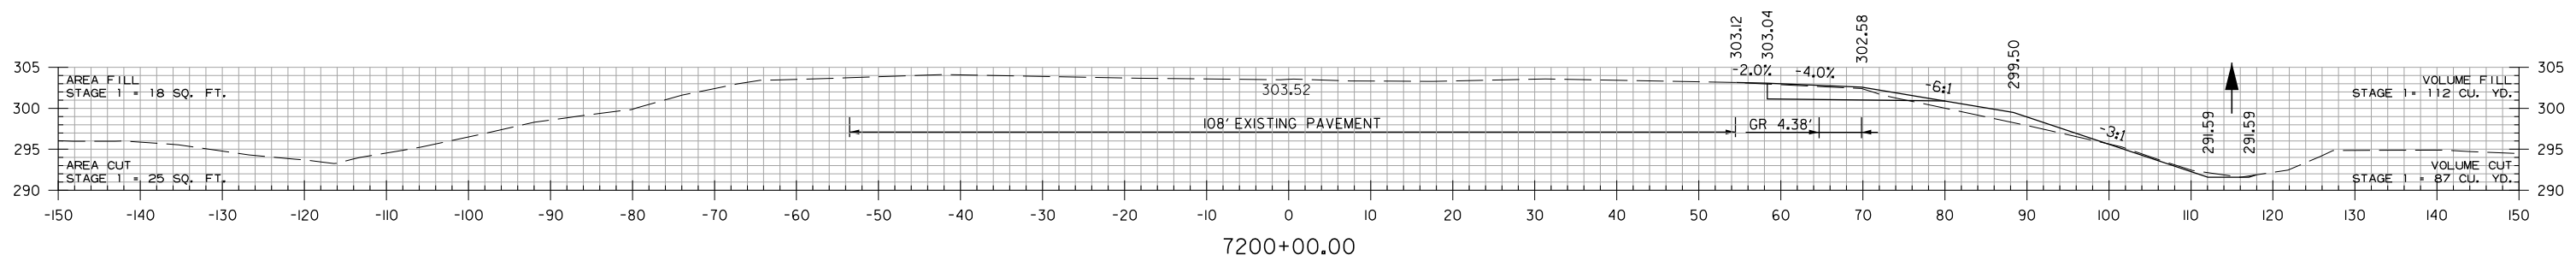 303.12
303.04
302.58
299.50
305
AREA FILL
STAGE 1 = 18 SQ. FT.
-2.0%
-4.0%
-6:1
VOLUME FILL
STAGE 1= 112 CU. YD.
305
303.52
300
300
108' EXISTING PAVEMENT
GR 4.38'
-3:1
291.59
291.59
295
295
AREA CUT
STAGE 1 = 25 SQ. FT.
VOLUME CUT
STAGE 1 = 87 CU. YD.
290
290
-150 -140 -130 -120 -110 -100 -90 -80 -70 -60 -50 -40 -30 -20 -10 0 10 20 30 40 50 60 70 80 90 100 110 120 130 140 150
7200+00.00